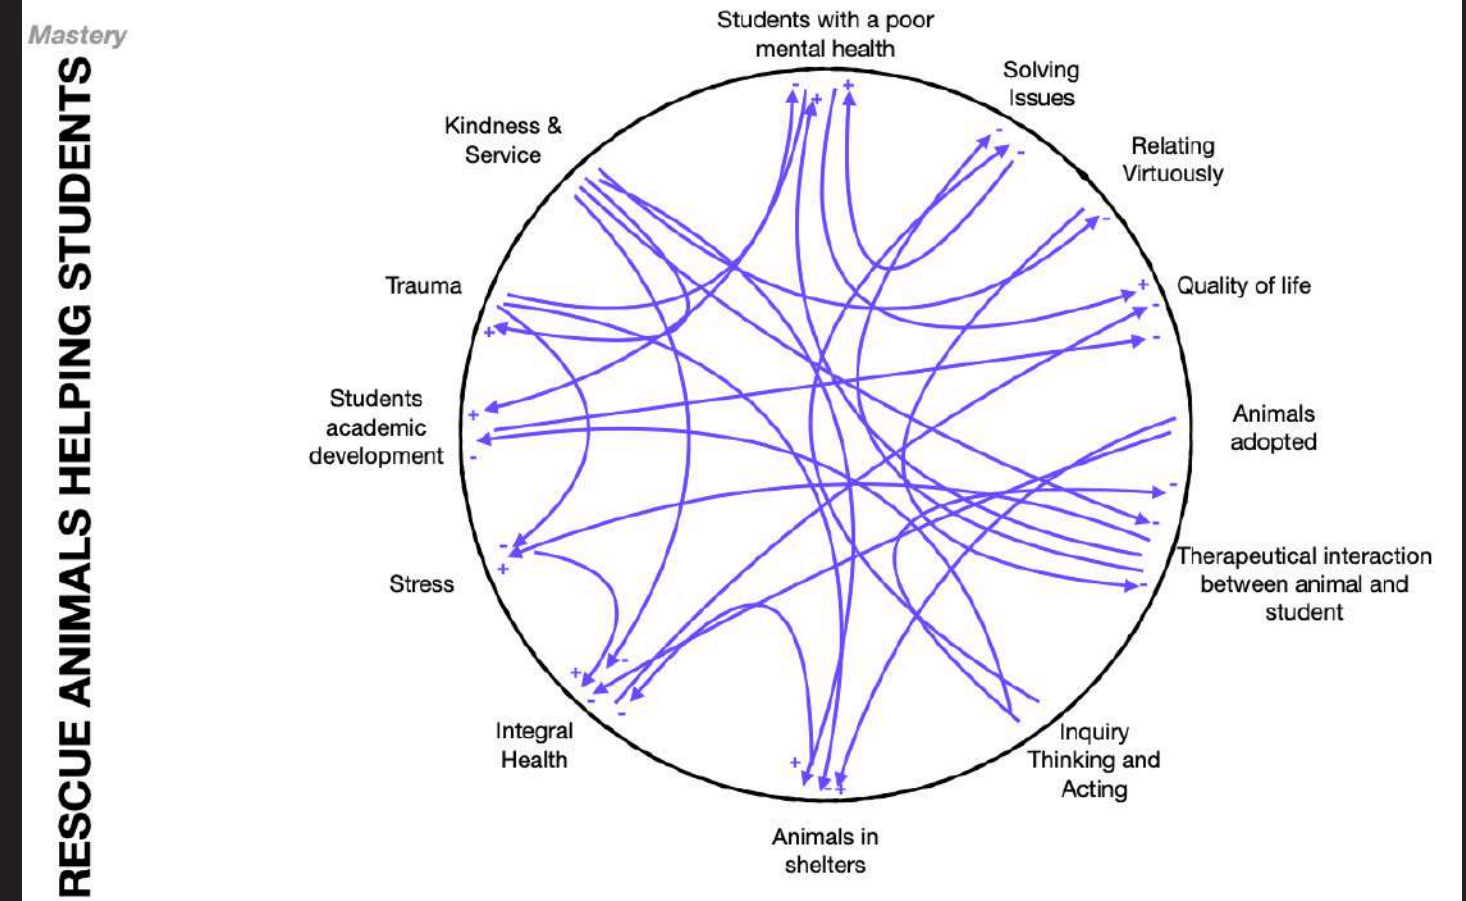 Mastery
RESCUE ANIMALS HELPING STUDENTS
Students with a poor
mental health
Solving
Issues
Relating
Virtuously
Quality of life
Animals
adopted
Therapeutical interaction
between animal and
student
Inquiry
Thinking and
Acting
Animals in
shelters
Integral
Health
Stress
Students
academic
development
Trauma
Kindness &
Service